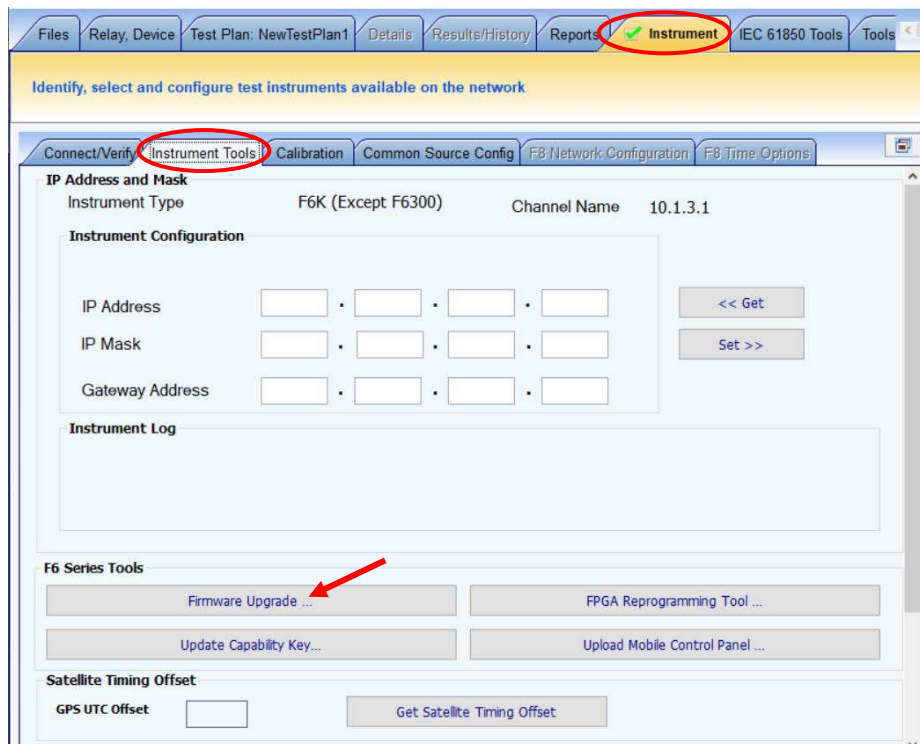 Files Relay, Device Test Plan: NewTestPlan1 Details Results/History Reports Instrument IEC 61850 Tools Tools
Identify, select and configure test instruments available on the network
Connect/Verify Instrument Tools Calibration Common Source Config F8 Network Configuration F8 Time Options
IP Address and Mask
Instrument Type F6K (Except F6300) Channel Name 10.1.3.1
Instrument Configuration
IP Address . . . << Get
IP Mask . . . Set >>
Gateway Address . . .
Instrument Log
F6 Series Tools
Firmware Upgrade ... FPGA Reprogramming Tool ...
Update Capability Key... Upload Mobile Control Panel ...
Satellite Timing Offset
GPS UTC Offset Get Satellite Timing Offset